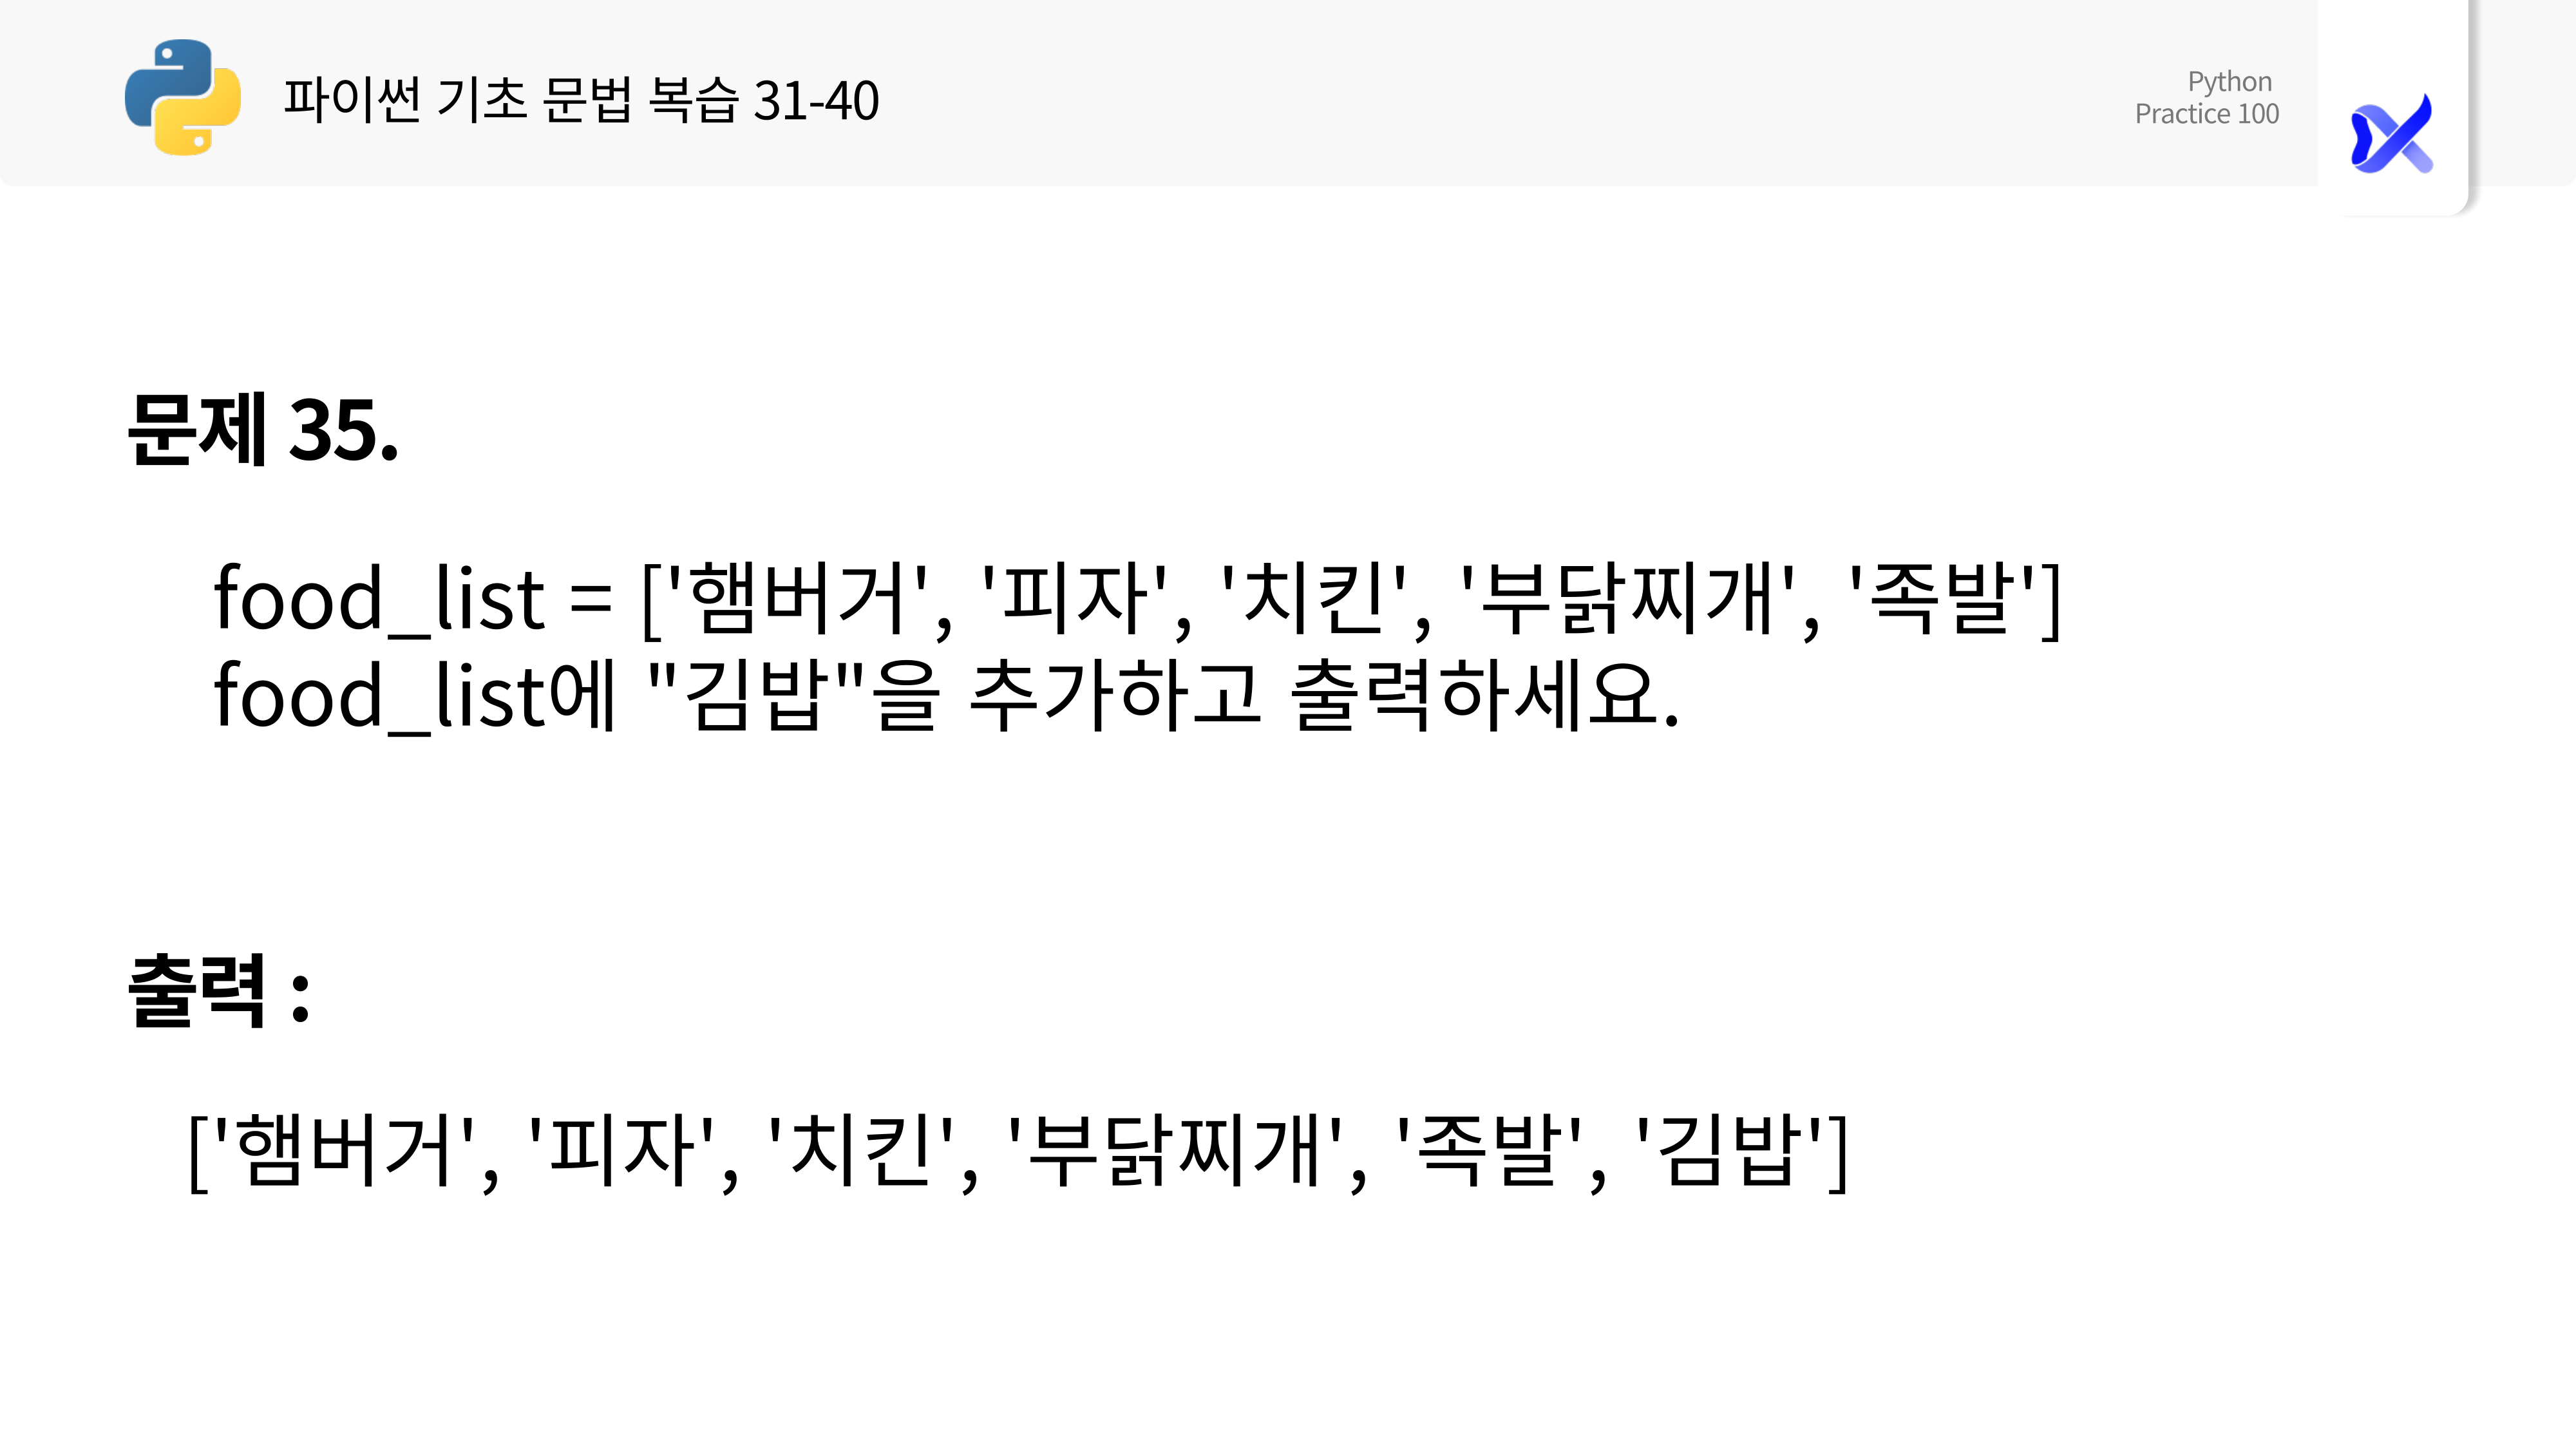 파이썬 기초 문법 복습 31-40
Python
Practice 100
문제 35.
food_list = ['햄버거', '피자', '치킨', '부닭찌개', '족발']
food_list에 "김밥"을 추가하고 출력하세요.
출력 :
['햄버거', '피자', '치킨', '부닭찌개', '족발', '김밥']